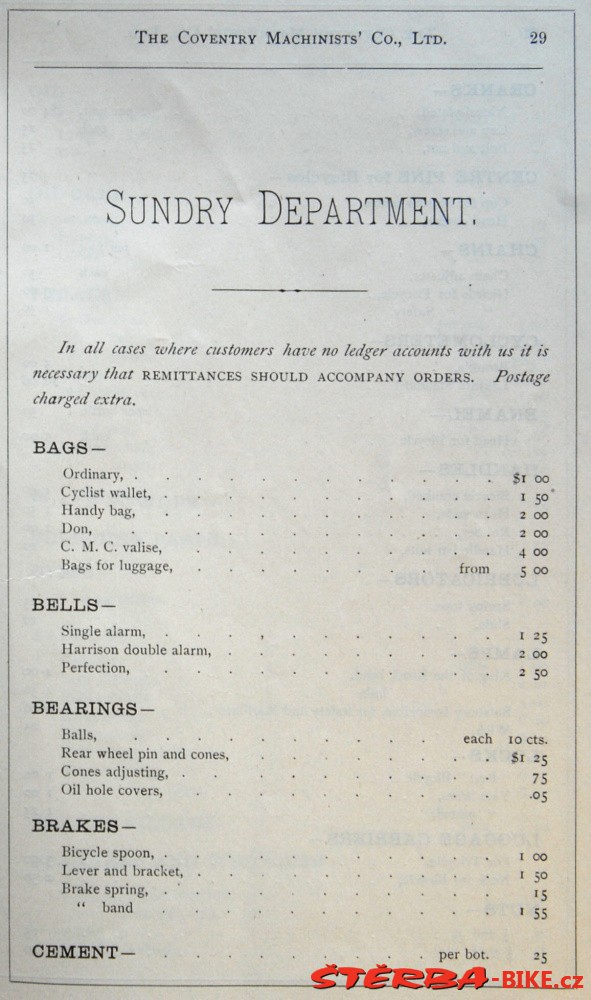 THE COVENTRY MACHINISTS' CO., LTD. 29
SUNDRY DEPARTMENT.
In all cases where customers have no ledger accounts with us it is
necessary that REMITTANCES SHOULD ACCOMPANY ORDERS. Postage
charged extra.
BAGS—
Ordinary, . . . . . . . . . . . . $1 00
Cyclist wallet, . . . . . . . . . . 1 50
Handy bag, . . . . . . . . . . 2 00
Don, . . . . . . . . . . . . 2 00
C. M. C. valise, . . . . . . . . . 4 00
Bags for luggage, . . . . . . . from 5 00
BELLS—
Single alarm, . . . . . . . . . . 1 25
Harrison double alarm, . . . . . . . . 2 00
Perfection, . . . . . . . . . . . 2 50
BEARINGS—
Balls, . . . . . . . . . . each 10 cts.
Rear wheel pin and cones, . . . . . . . $1 25
Cones adjusting, . . . . . . . . . 75
Oil hole covers, . . . . . . . . . .05
BRAKES—
Bicycle spoon, . . . . . . . . . . 1 00
Lever and bracket, . . . . . . . . . 1 50
Brake spring, . . . . . . . . . . 15
“ band . . . . . . . . . . 1 55
CEMENT— . . . . . . . . . per bot. 25
ŠTĚRBA-BIKE.cz